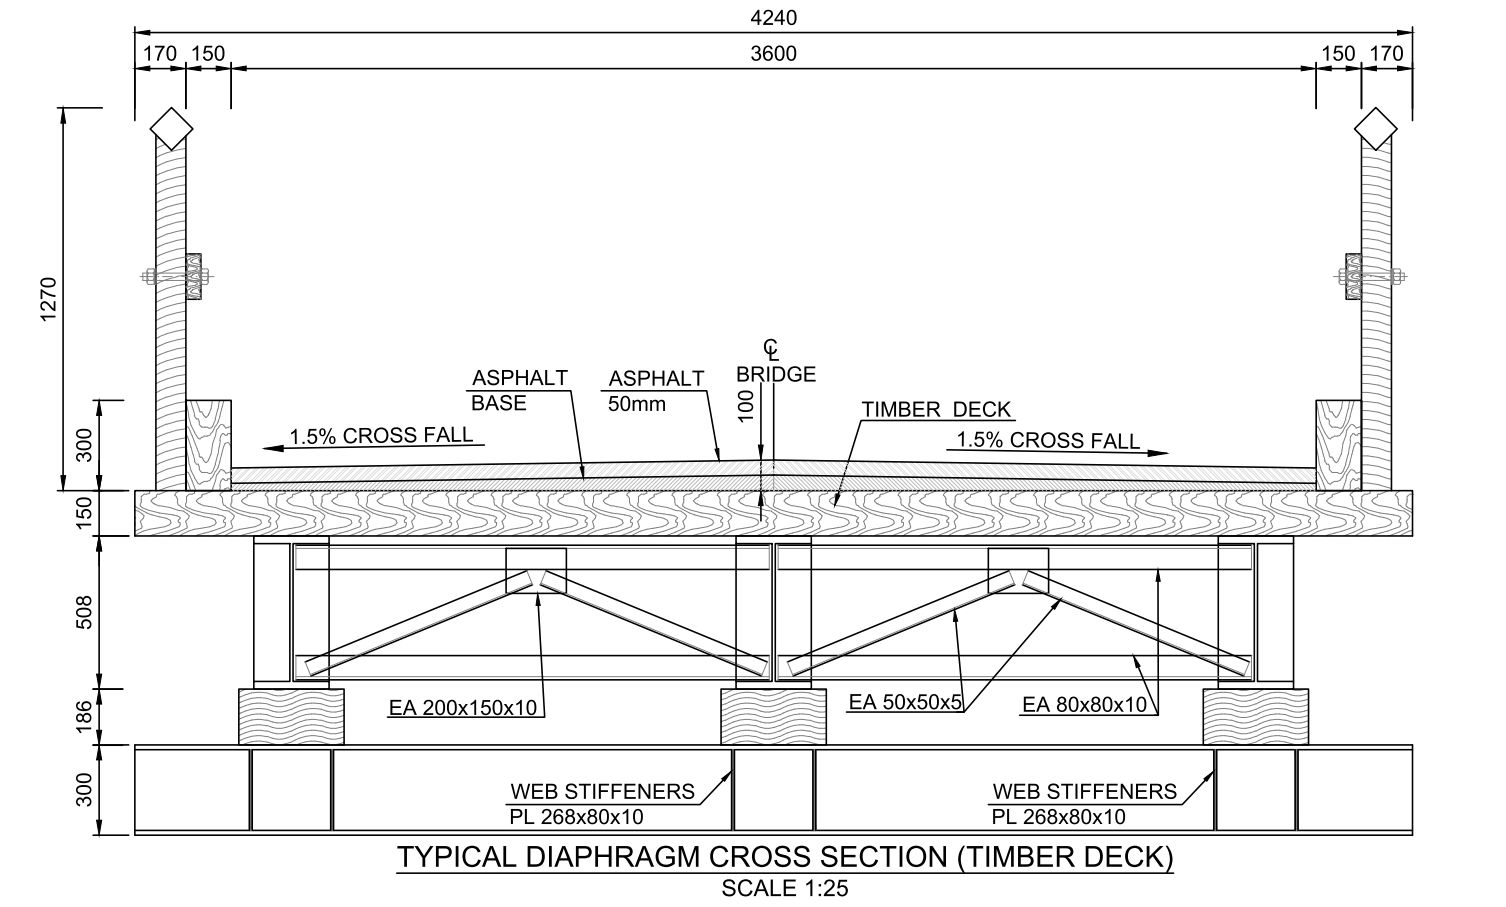 4240
170 150 3600 150 170
1270
℄
BRIDGE
ASPHALT
BASE
ASPHALT
50mm
100
TIMBER DECK
1.5% CROSS FALL
1.5% CROSS FALL
300
150
508
186
300
EA 200x150x10
EA 50x50x5
EA 80x80x10
WEB STIFFENERS
PL 268x80x10
WEB STIFFENERS
PL 268x80x10
TYPICAL DIAPHRAGM CROSS SECTION (TIMBER DECK)
SCALE 1:25